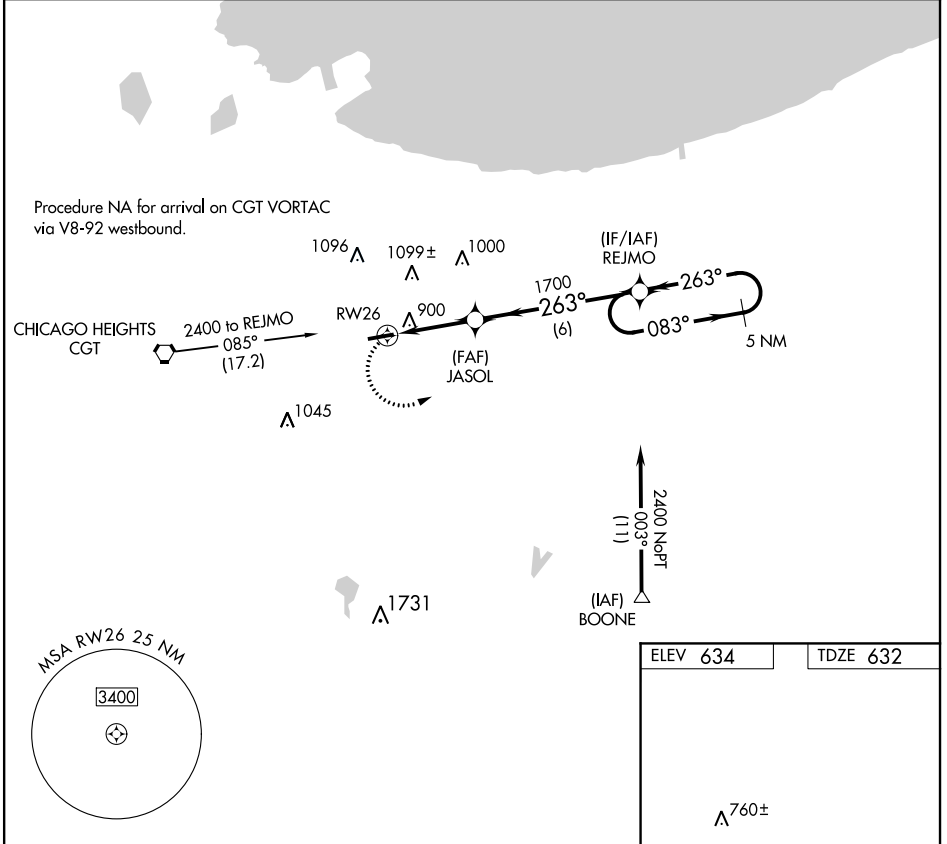 Procedure NA for arrival on CGT VORTAC
via V8-92 westbound.
1096
1099±
1000
(IF/IAF)
REJMO
1700
263°
(6)
263°
083°
5 NM
RW26
900
CHICAGO HEIGHTS
CGT
2400 to REJMO
085°
(17.2)
(FAF)
JASOL
1045
2400 NoPT
003°
(11)
(IAF)
BOONE
1731
MSA RW26 25 NM
3400
ELEV 634
TDZE 632
760±